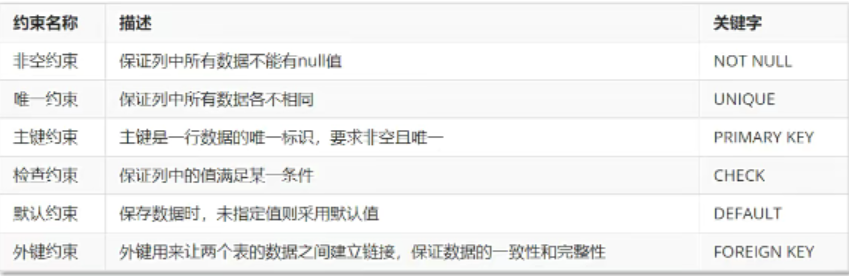 约束名称 描述 关键字
非空约束 保证列中所有数据不能有null值 NOT NULL
唯一约束 保证列中所有数据各不相同 UNIQUE
主键约束 主键是一行数据的唯一标识，要求非空且唯一 PRIMARY KEY
检查约束 保证列中的值满足某一条件 CHECK
默认约束 保存数据时，未指定值则采用默认值 DEFAULT
外键约束 外键用来让两个表的数据之间建立链接，保证数据的一致性和完整性 FOREIGN KEY